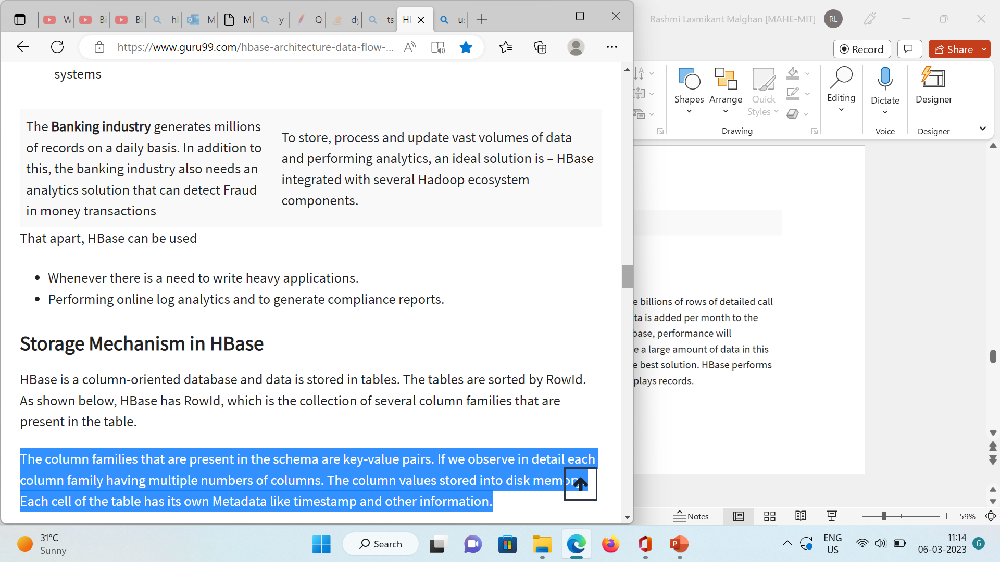 W
Bi
Bi
hl
M
M
y
Q
dy
ts
HI
u
https://www.guru99.com/hbase-architecture-data-flow-...
systems
The Banking industry generates millions
of records on a daily basis. In addition to
this, the banking industry also needs an
analytics solution that can detect Fraud
in money transactions
To store, process and update vast volumes of data
and performing analytics, an ideal solution is – HBase
integrated with several Hadoop ecosystem
components.
That apart, HBase can be used
Whenever there is a need to write heavy applications.
Performing online log analytics and to generate compliance reports.
Storage Mechanism in HBase
HBase is a column-oriented database and data is stored in tables. The tables are sorted by RowId.
As shown below, HBase has RowId, which is the collection of several column families that are
present in the table.
The column families that are present in the schema are key-value pairs. If we observe in detail each
column family having multiple numbers of columns. The column values stored into disk memory.
Each cell of the table has its own Metadata like timestamp and other information.
Rashmi Laxmikant Malghan [MAHE-MIT] RL
Record
Share
Shapes
Arrange
Quick
Styles
Editing
Dictate
Designer
Drawing
Voice
Designer
e billions of rows of detailed call
ta is added per month to the
base, performance will
e a large amount of data in this
e best solution. HBase performs
plays records.
Notes
59%
31°C
Sunny
Search
ENG
US
11:14
06-03-2023
6